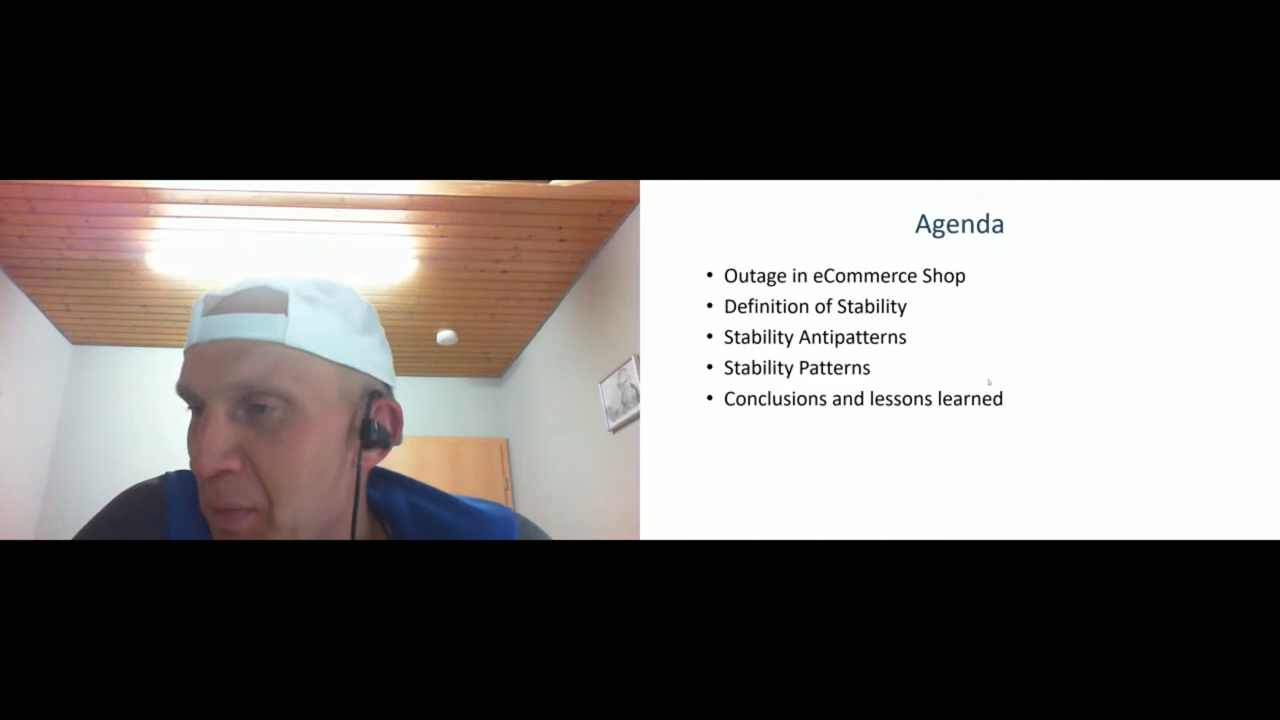 Agenda
• Outage in eCommerce Shop
• Definition of Stability
• Stability Antipatterns
• Stability Patterns
• Conclusions and lessons learned